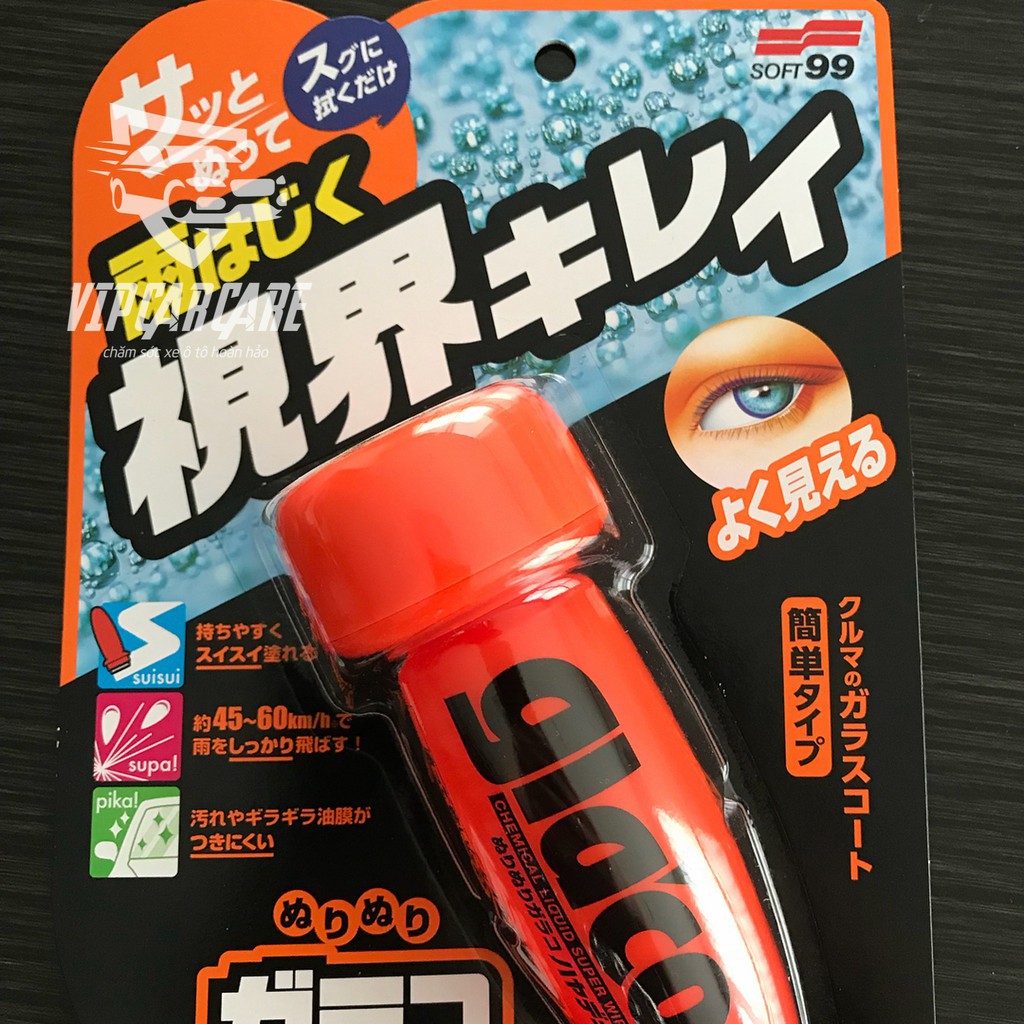 サッと
ぬって
スグに
拭くだけ
SOFT99
雨はじく
視界キレイ
VIPCARCARE
chăm sóc xe ô tô hoàn hảo
よく見える
suisui
持ちやすく
スイスイ塗れる
supa!
約45~60km/hで
雨をしっかり飛ばす!
pika!
汚れやギラギラ油膜が
つきにくい
クルマのガラスコート
簡単タイプ
glaco
CHEMICAL LIQUID SUPER
ぬりぬりガラコ
ぬりぬり
ガラコ